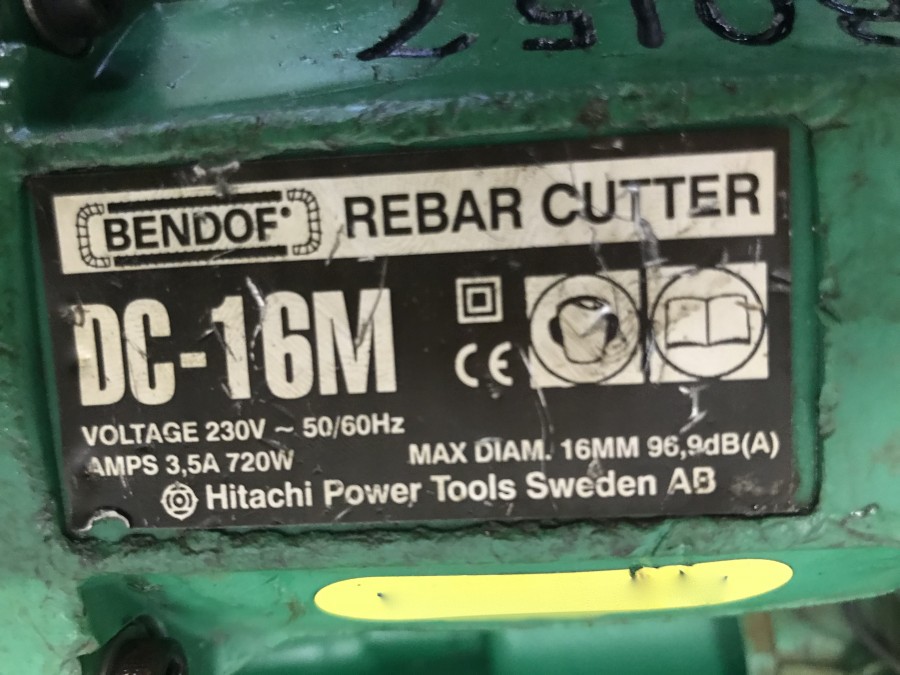 BENDOF® REBAR CUTTER
DC-16M
CE
VOLTAGE 230V ~ 50/60Hz
AMPS 3,5A 720W
MAX DIAM. 16MM 96,9dB(A)
Hitachi Power Tools Sweden AB